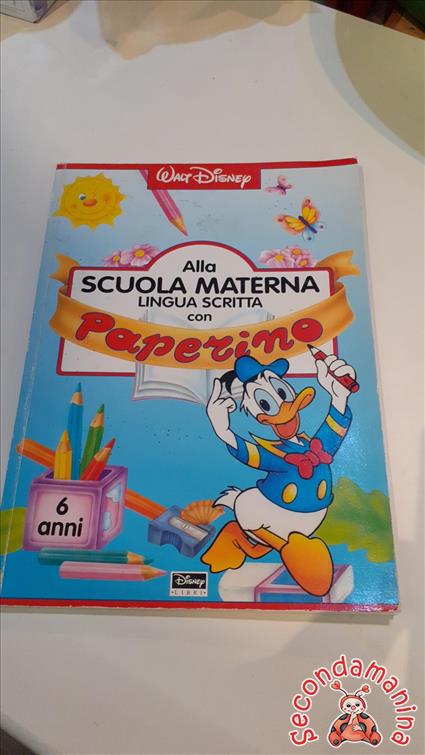 WALT DISNEY
Alla
SCUOLA MATERNA
LINGUA SCRITTA
con
Paperino
6
anni
DISNEY
• LIBRI •
Secondamanina